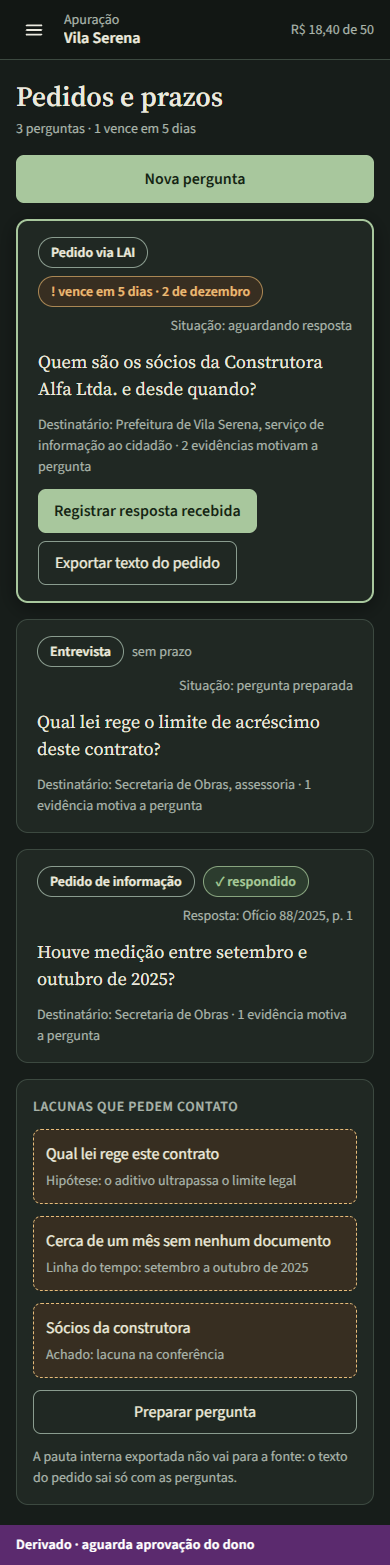 Apuração
Vila Serena
R$ 18,40 de 50
Pedidos e prazos
3 perguntas · 1 vence em 5 dias
Nova pergunta
Pedido via LAI
! vence em 5 dias · 2 de dezembro
Situação: aguardando resposta
Quem são os sócios da Construtora
Alfa Ltda. e desde quando?
Destinatário: Prefeitura de Vila Serena, serviço de
informação ao cidadão · 2 evidências motivam a
pergunta
Registrar resposta recebida
Exportar texto do pedido
Entrevista
sem prazo
Situação: pergunta preparada
Qual lei rege o limite de acréscimo
deste contrato?
Destinatário: Secretaria de Obras, assessoria · 1
evidência motiva a pergunta
Pedido de informação
✓ respondido
Resposta: Ofício 88/2025, p. 1
Houve medição entre setembro e
outubro de 2025?
Destinatário: Secretaria de Obras · 1 evidência motiva
a pergunta
LACUNAS QUE PEDEM CONTATO
Qual lei rege este contrato
Hipótese: o aditivo ultrapassa o limite legal
Cerca de um mês sem nenhum documento
Linha do tempo: setembro a outubro de 2025
Sócios da construtora
Achado: lacuna na conferência
Preparar pergunta
A pauta interna exportada não vai para a fonte: o texto
do pedido sai só com as perguntas.
Derivado · aguarda aprovação do dono